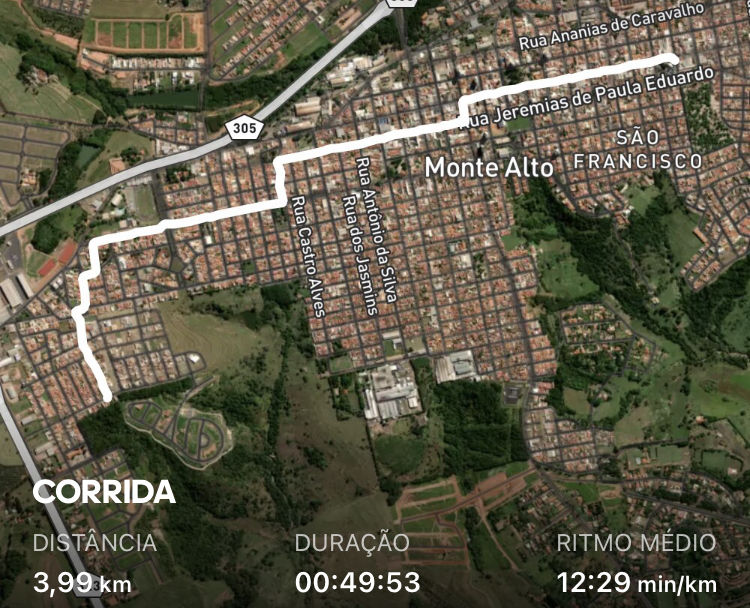 Rua Ananias de Caravalho
Rua Jeremias de Paula Eduardo
305
SÃO
FRANCISCO
Monte Alto
Rua Antônio da Silva
Rua dos Jasmins
Rua Castro Alves
CORRIDA
DISTÂNCIA
DURAÇÃO
RITMO MÉDIO
3,99 km
00:49:53
12:29 min/km